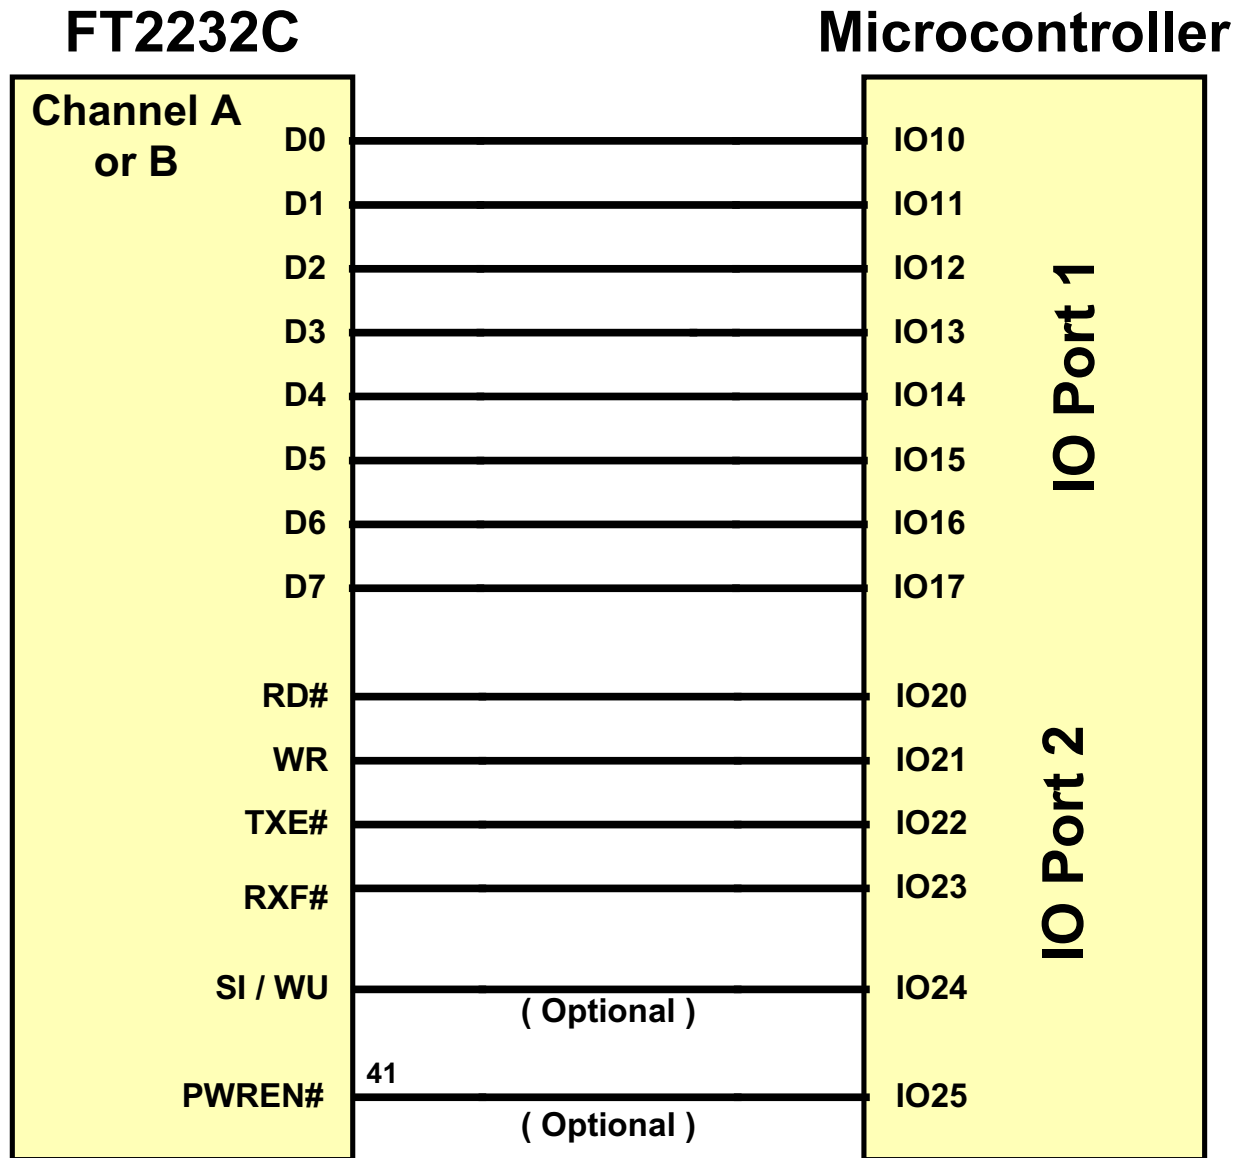 FT2232C
Microcontroller
Channel A
or B
D0
IO10
D1
IO11
D2
IO12
D3
IO13
D4
IO14
D5
IO15
D6
IO16
D7
IO17
IO Port 1
RD#
IO20
WR
IO21
TXE#
IO22
RXF#
IO23
SI / WU
IO24
( Optional )
41
PWREN#
IO25
( Optional )
IO Port 2